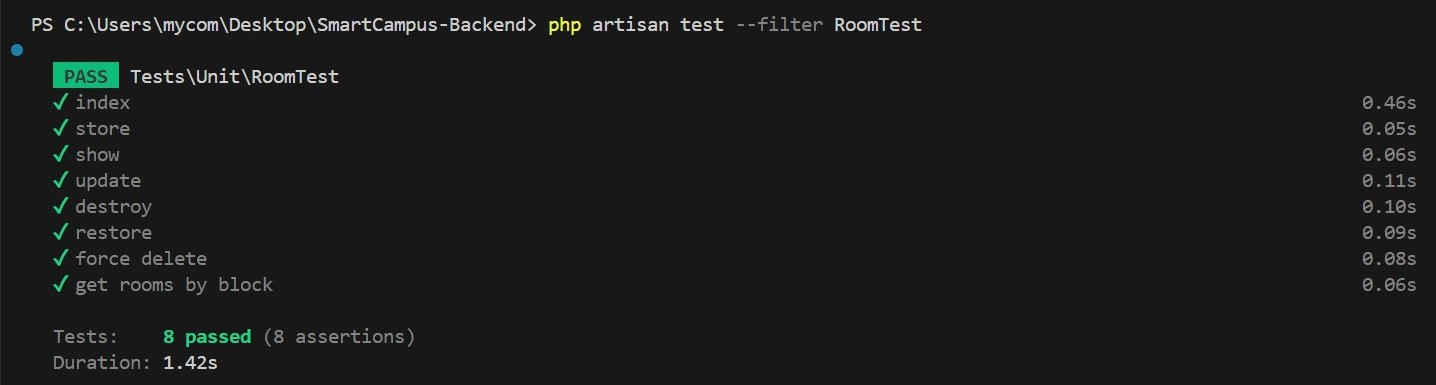 PS C:\Users\mycom\Desktop\SmartCampus-Backend> php artisan test --filter RoomTest
PASS Tests\Unit\RoomTest
✓ index 0.46s
✓ store 0.05s
✓ show 0.06s
✓ update 0.11s
✓ destroy 0.10s
✓ restore 0.09s
✓ force delete 0.08s
✓ get rooms by block 0.06s
Tests: 8 passed (8 assertions)
Duration: 1.42s